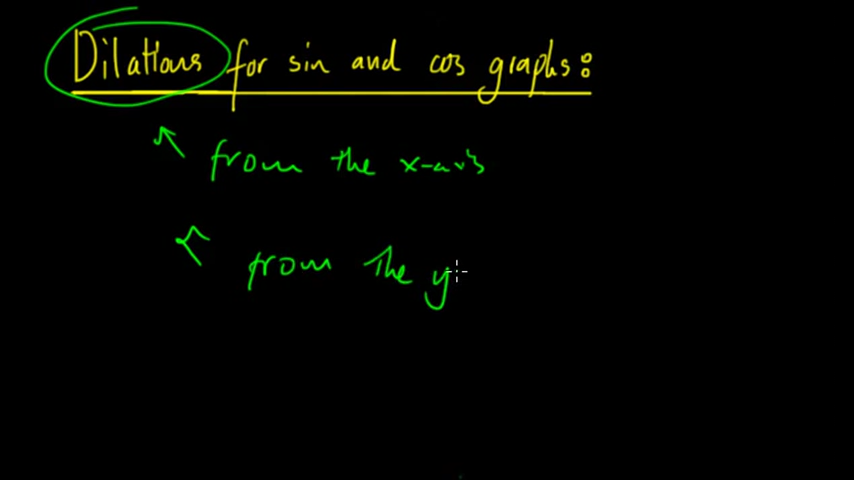 Dilations for sin and cos graphs:
from the x-axis
from the y